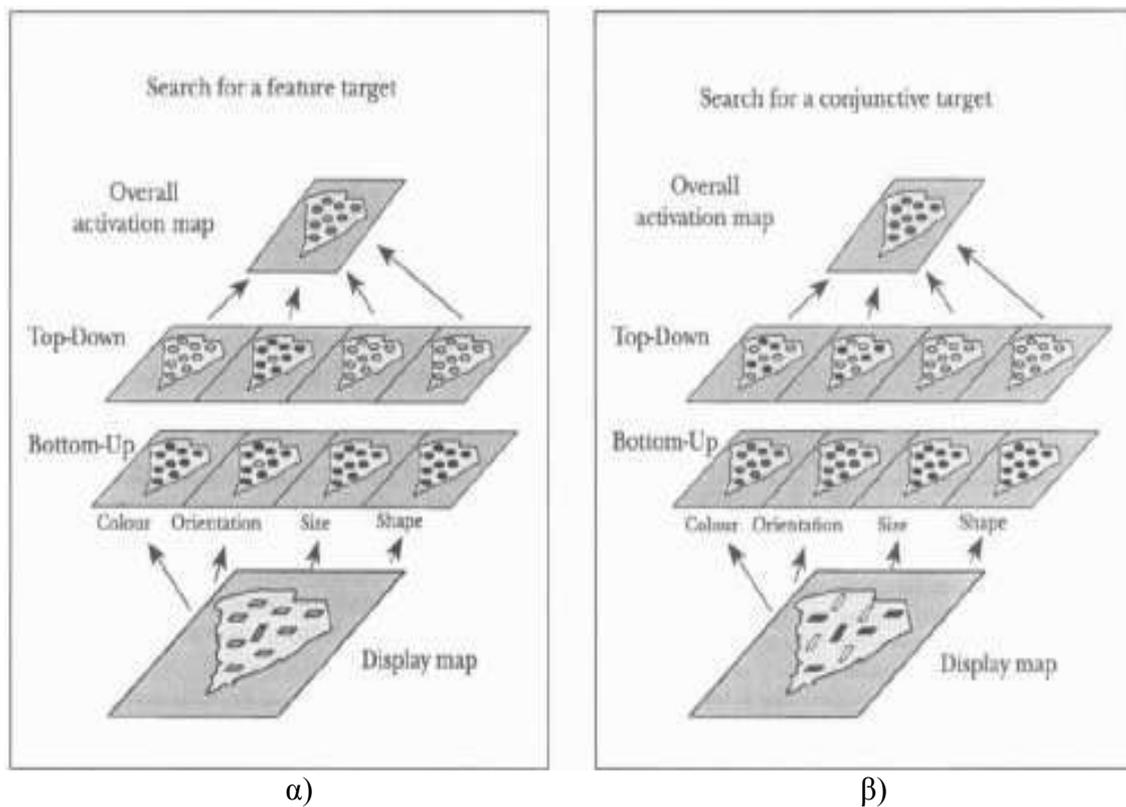 Search for a feature target
Overall
activation map
Top-Down
Bottom-Up
Colour Orientation Size Shape
Display map
α)
Search for a conjunctive target
Overall
activation map
Top-Down
Bottom-Up
Colour Orientation Size Shape
Display map
β)